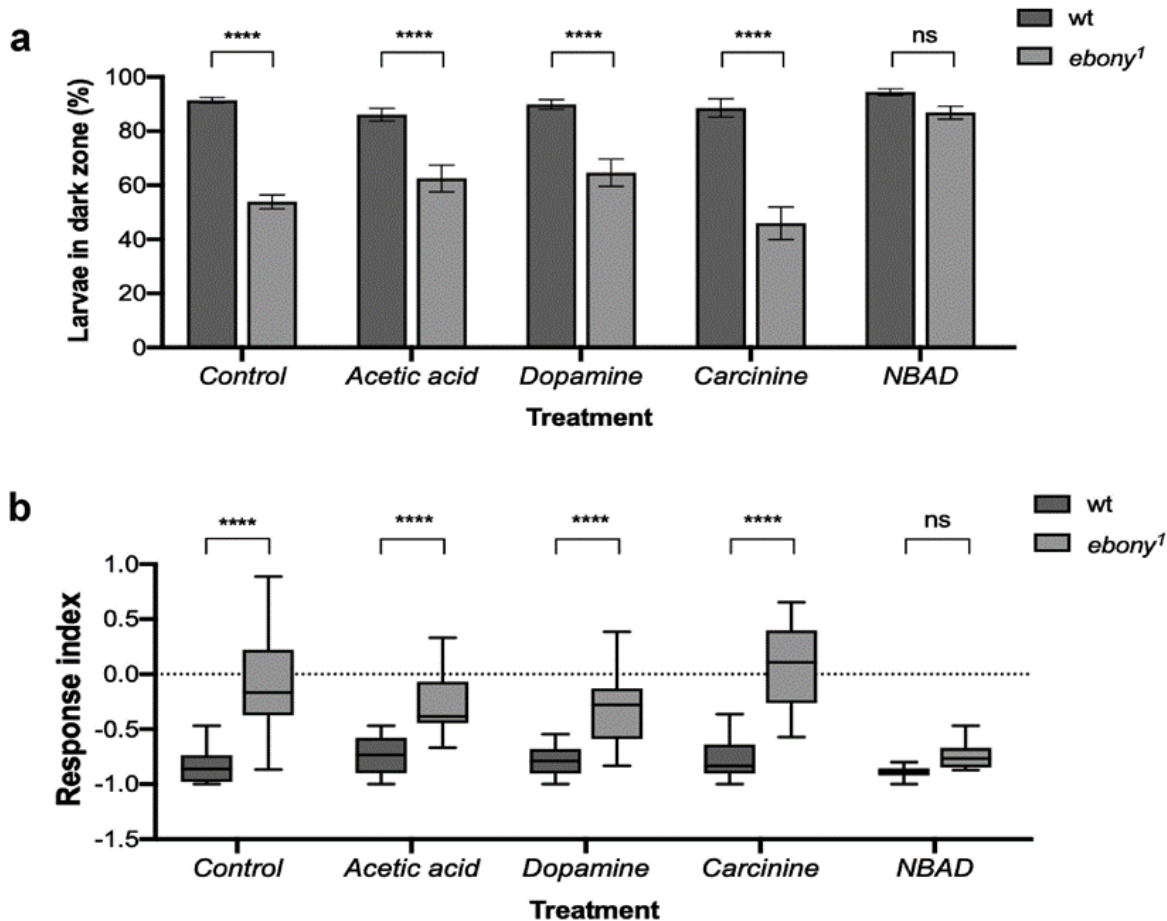 a
wt
ebony1
**** **** **** **** ns
Larvae in dark zone (%)
100
80
60
40
20
0
Control Acetic acid Dopamine Carcinine NBAD
Treatment
b
wt
ebony1
**** **** **** **** ns
Response index
1.0
0.5
0.0
-0.5
-1.0
-1.5
Control Acetic acid Dopamine Carcinine NBAD
Treatment